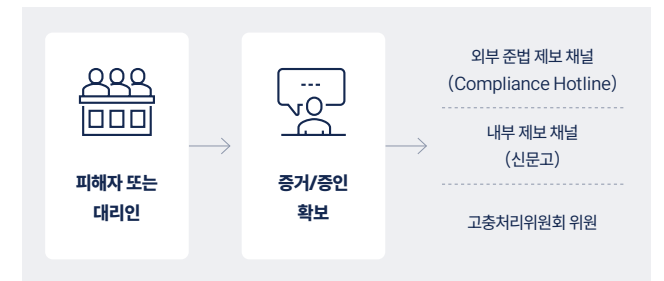 피해자 또는
대리인
증거/증인
확보
외부 준법 제보 채널
(Compliance Hotline)
내부 제보 채널
(신문고)
고충처리위원회 위원